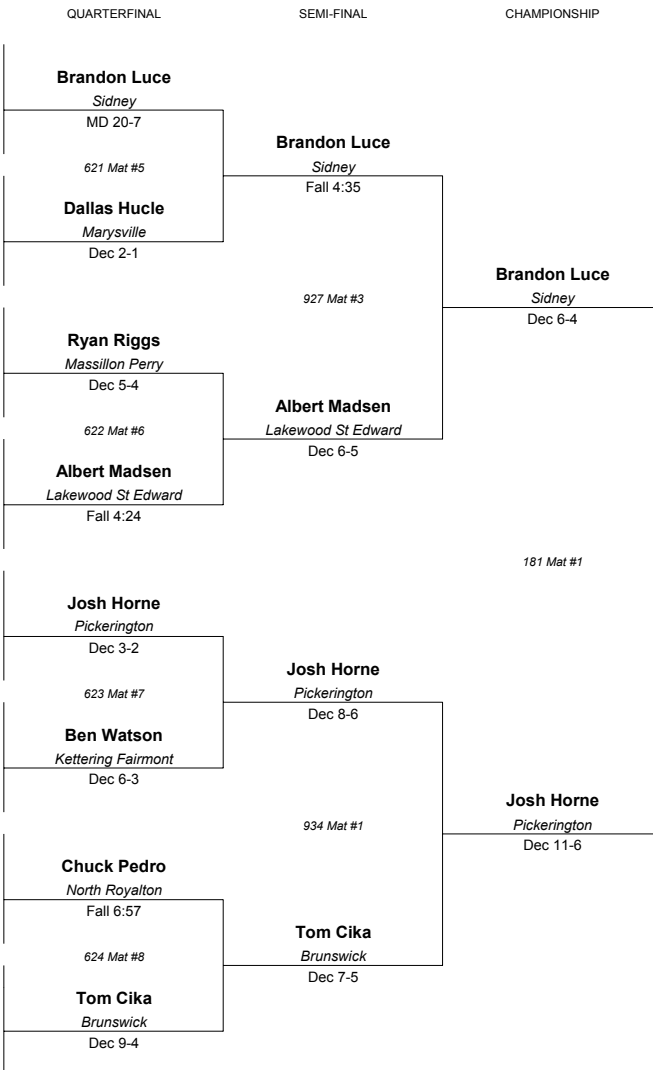 QUARTERFINAL
SEMI-FINAL
CHAMPIONSHIP
Brandon Luce
Sidney
MD 20-7
621 Mat #5
Dallas Hucle
Marysville
Dec 2-1
Ryan Riggs
Massillon Perry
Dec 5-4
622 Mat #6
Albert Madsen
Lakewood St Edward
Fall 4:24
Josh Horne
Pickerington
Dec 3-2
623 Mat #7
Ben Watson
Kettering Fairmont
Dec 6-3
Chuck Pedro
North Royalton
Fall 6:57
624 Mat #8
Tom Cika
Brunswick
Dec 9-4
Brandon Luce
Sidney
Fall 4:35
927 Mat #3
Albert Madsen
Lakewood St Edward
Dec 6-5
Josh Horne
Pickerington
Dec 8-6
934 Mat #1
Tom Cika
Brunswick
Dec 7-5
Brandon Luce
Sidney
Dec 6-4
181 Mat #1
Josh Horne
Pickerington
Dec 11-6